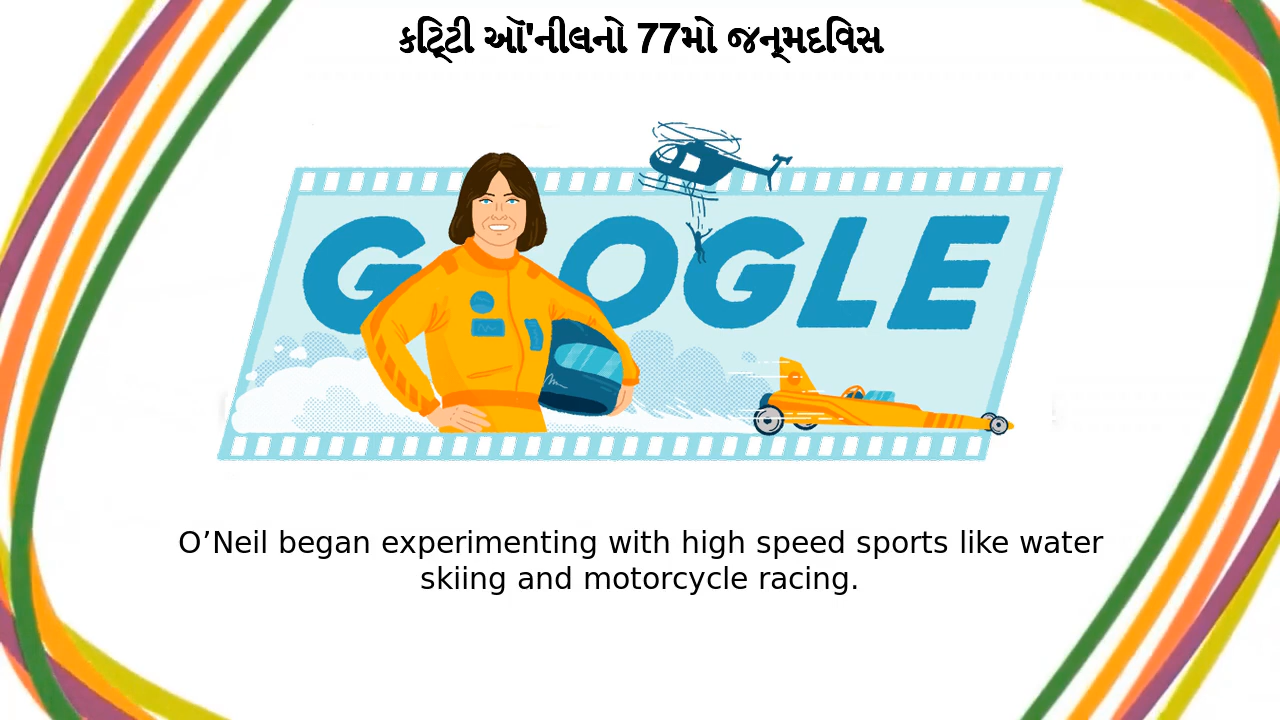 કિટ્ટી ઓ'નીલનો 77મો જન્મદિવસ
GOOGLE
O’Neil began experimenting with high speed sports like water
skiing and motorcycle racing.